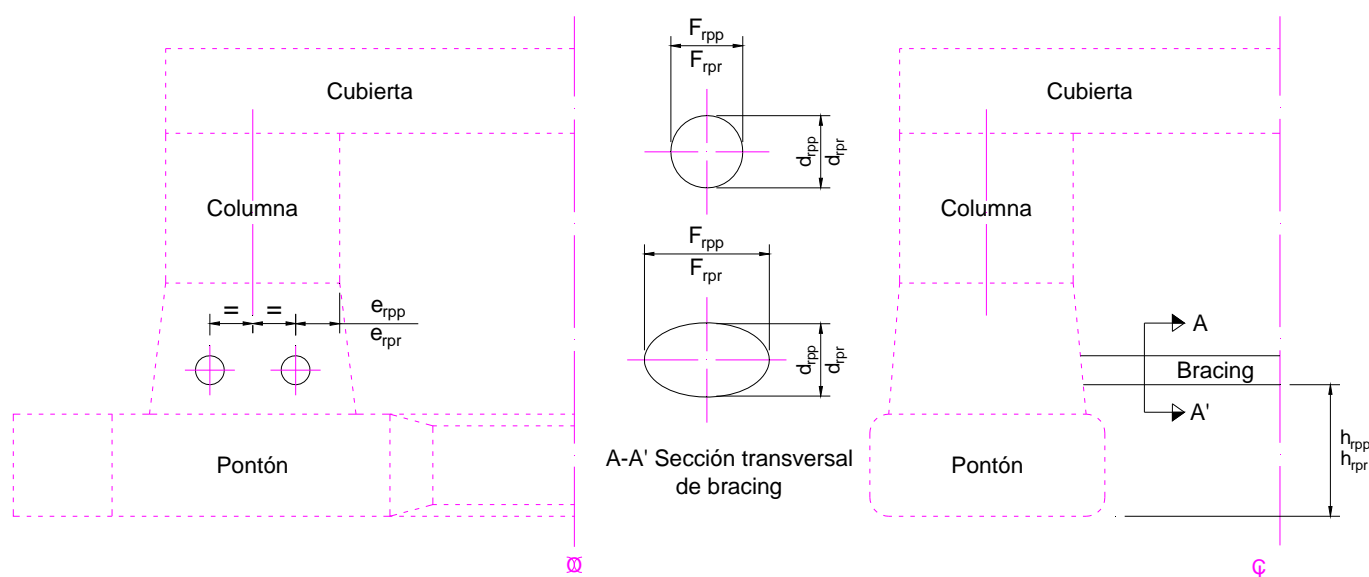 Cubierta
Columna
=
=
e_rpp
e_rpr
Pontón
F_rpp
F_rpr
d_rpp
d_rpr
F_rpp
F_rpr
d_rpp
d_rpr
A-A' Sección transversal
de bracing
Cubierta
Columna
A
Bracing
A'
Pontón
h_rpp
h_rpr